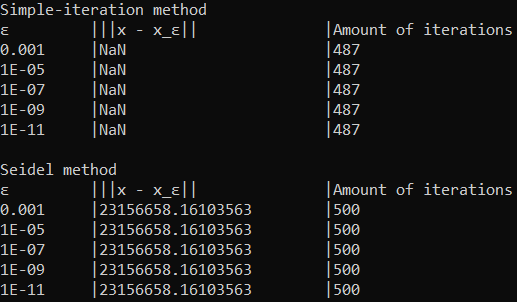 Simple-iteration method
ε |||x - x_ε|| |Amount of iterations
0.001 |NaN |487
1E-05 |NaN |487
1E-07 |NaN |487
1E-09 |NaN |487
1E-11 |NaN |487
Seidel method
ε |||x - x_ε|| |Amount of iterations
0.001 |23156658.16103563 |500
1E-05 |23156658.16103563 |500
1E-07 |23156658.16103563 |500
1E-09 |23156658.16103563 |500
1E-11 |23156658.16103563 |500